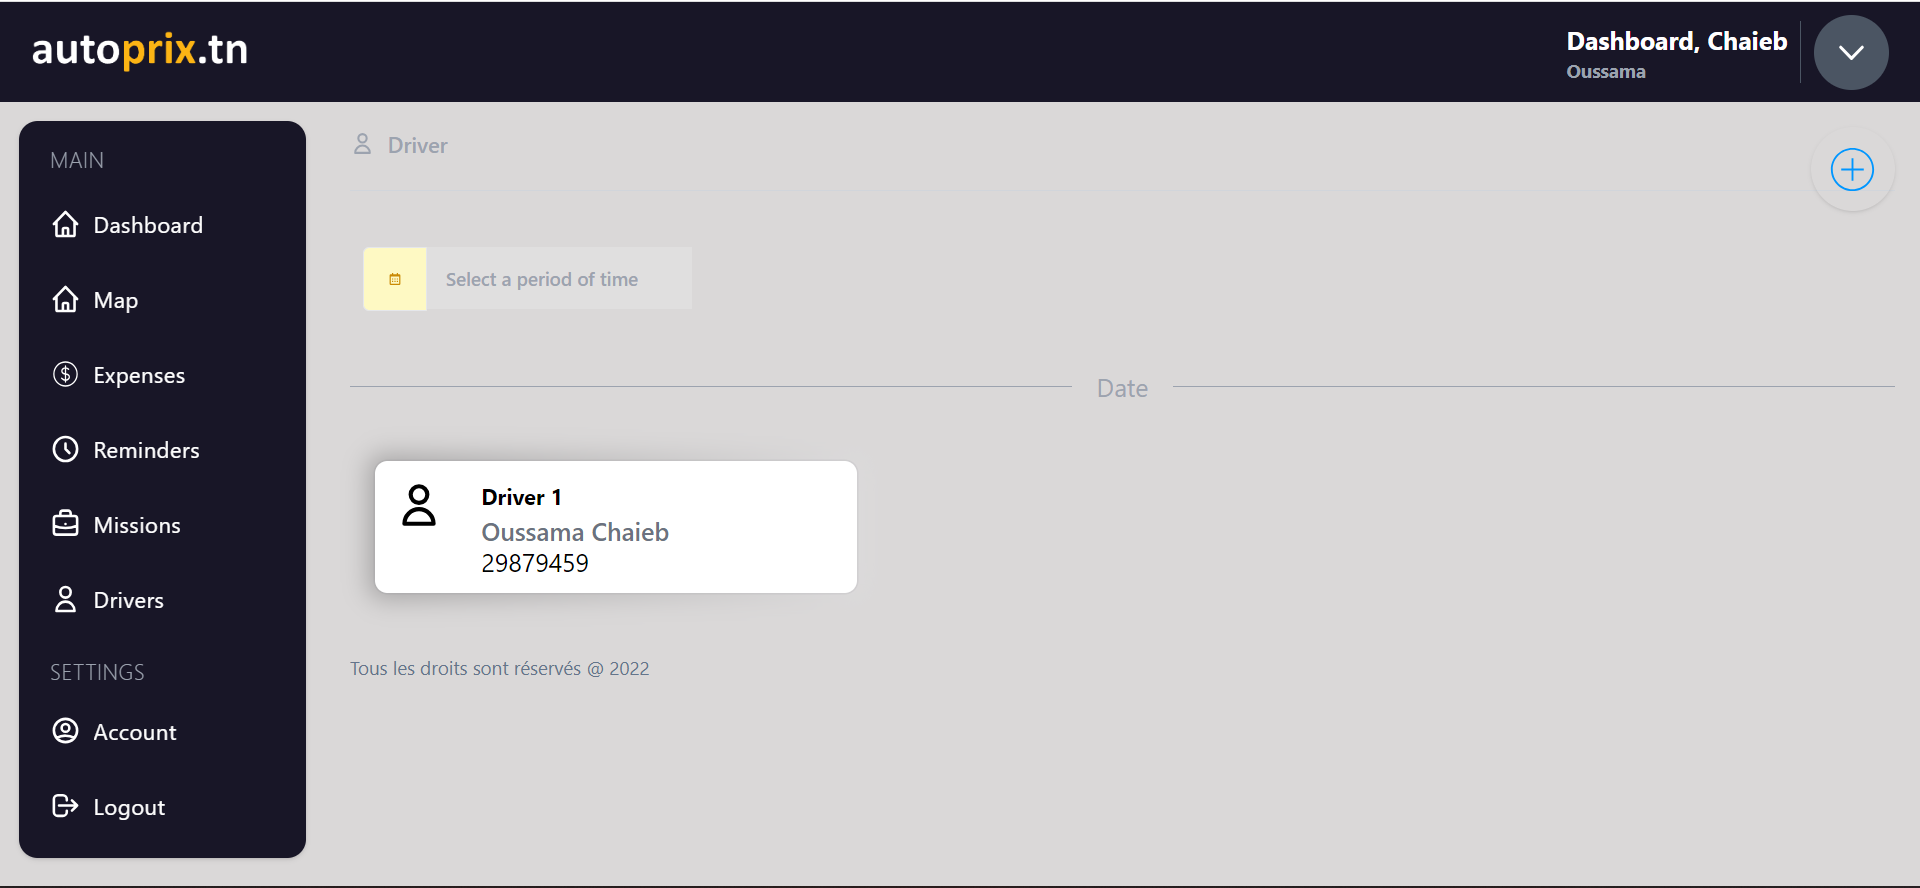 autoprix.tn
Dashboard, Chaieb
Oussama
MAIN
Dashboard
Map
Expenses
Reminders
Missions
Drivers
SETTINGS
Account
Logout
Driver
Select a period of time
Date
Driver 1
Oussama Chaieb
29879459
Tous les droits sont réservés @ 2022